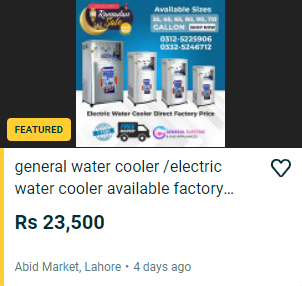 Ramadan
Sale
Available Sizes
35, 45, 65, 80, 90, 110
GALLON
0312-5225906
0332-5246712
Electric Water Cooler Direct Factory Price
GENERAL ELECTRIC
& GAS APPLIANCES
FEATURED
general water cooler /electric
water cooler available factory...
Rs 23,500
Abid Market, Lahore • 4 days ago